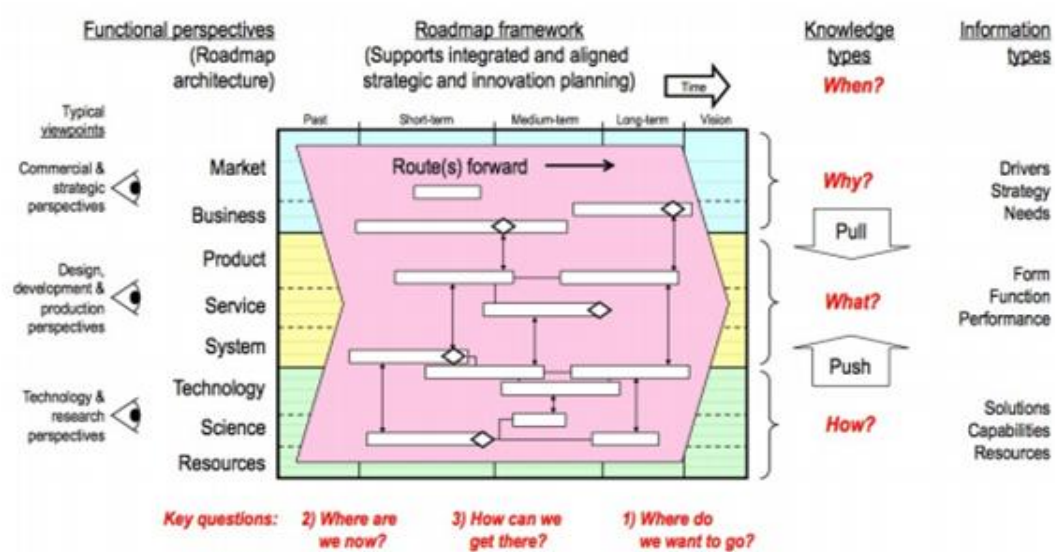 Functional perspectives
(Roadmap
architecture)
Roadmap framework
(Supports integrated and aligned
strategic and innovation planning)
Time
Knowledge
types
When?
Information
types
Typical
viewpoints
Past
Short-term
Medium-term
Long-term
Vision
Commercial &
strategic
perspectives
Market
Business
Route(s) forward
Why?
Drivers
Strategy
Needs
Pull
Design,
development &
production
perspectives
Product
Service
System
What?
Form
Function
Performance
Push
Technology &
research
perspectives
Technology
Science
Resources
How?
Solutions
Capabilities
Resources
Key questions:
2) Where are
we now?
3) How can we
get there?
1) Where do
we want to go?